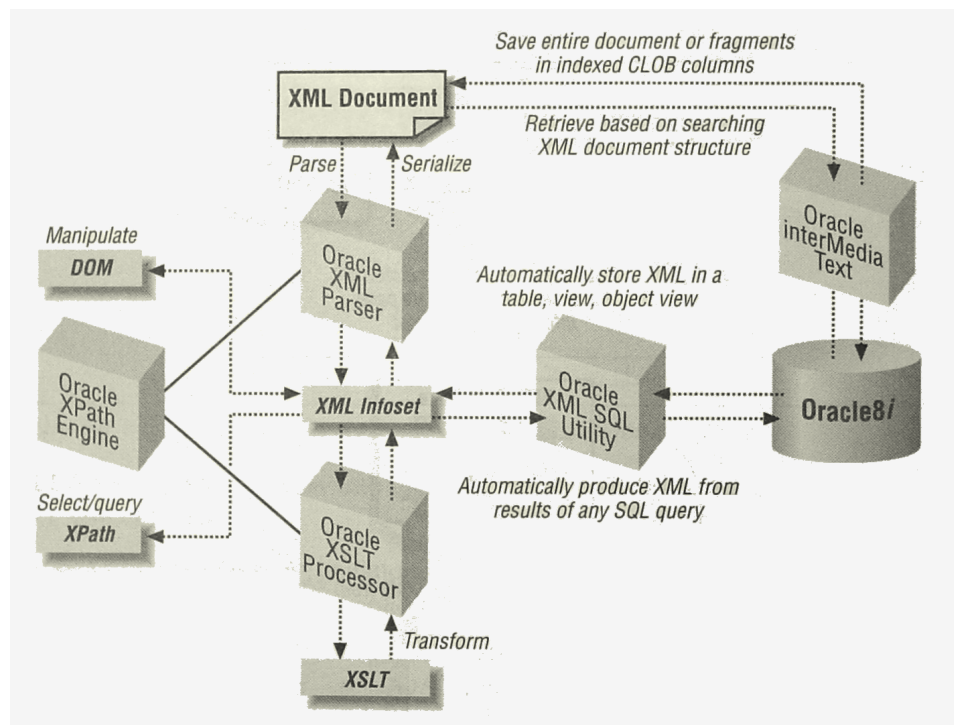 Save entire document or fragments
in indexed CLOB columns
XML Document
Retrieve based on searching
XML document structure
Parse
Serialize
Oracle
interMedia
Text
Manipulate
DOM
Oracle
XML
Parser
Automatically store XML in a
table, view, object view
Oracle
XPath
Engine
XML Infoset
Oracle
XML SQL
Utility
Oracle8i
Select/query
XPath
Automatically produce XML from
results of any SQL query
Oracle
XSLT
Processor
Transform
XSLT